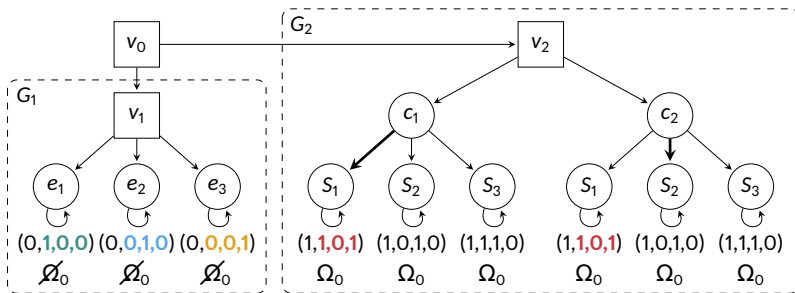 G₂
v₀ v₂
G₁
v₁ c₁ c₂
e₁ e₂ e₃ S₁ S₂ S₃ S₁ S₂ S₃
(0,1,0,0) (0,0,1,0) (0,0,0,1) (1,1,0,1) (1,0,1,0) (1,1,1,0) (1,1,0,1) (1,0,1,0) (1,1,1,0)
Ω̸₀ Ω̸₀ Ω̸₀ Ω₀ Ω₀ Ω₀ Ω₀ Ω₀ Ω₀